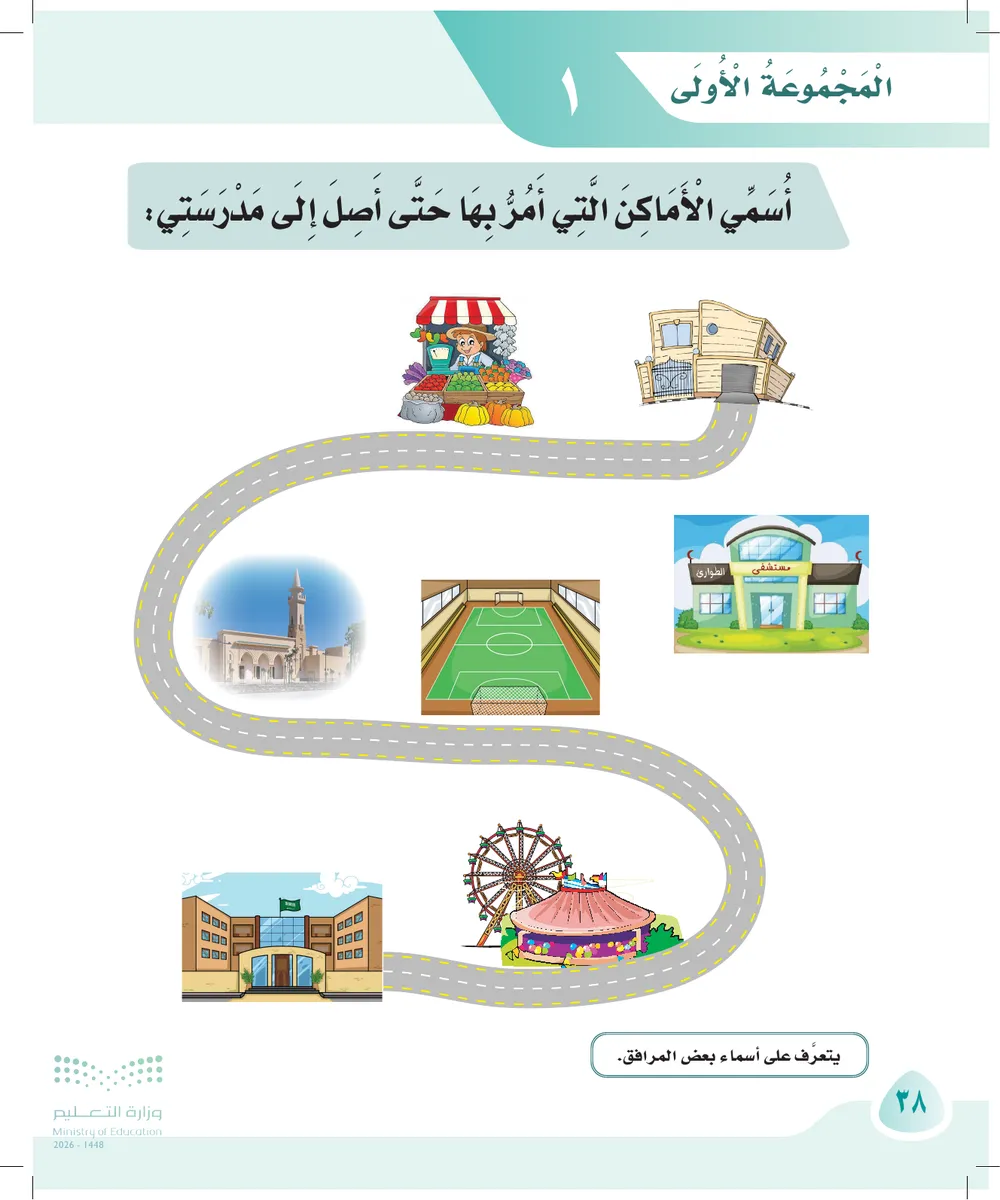 الْمَجْمُوعَةُ الْأُولَى
١
أُسَمِّي الْأَمَاكِنَ الَّتِي أَمُرُّ بِهَا حَتَّى أَصِلَ إِلَى مَدْرَسَتِي:
مستشفى
الطوارئ
يتعرَّف على أسماء بعض المرافق.
٣٨
وزارة التعـليم
Ministry of Education
2026 - 1448